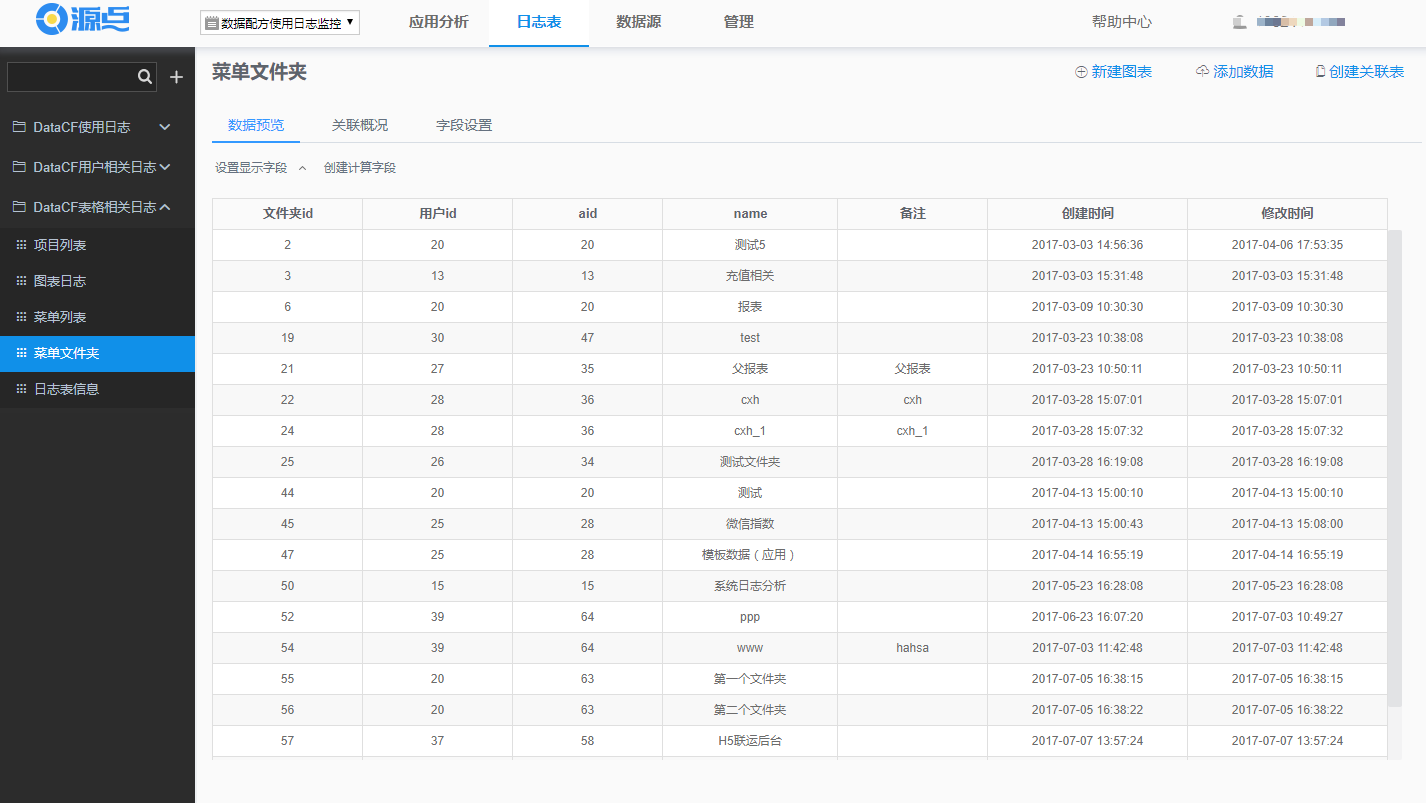 源点 数据配方使用日志监控 应用分析 日志表 数据源 管理 帮助中心
菜单文件夹 新建图表 添加数据 创建关联表
DataCF使用日志
DataCF用户相关日志
DataCF表格相关日志
项目列表
图表日志
菜单列表
菜单文件夹
日志表信息
数据预览 关联概况 字段设置
设置显示字段 创建计算字段
文件夹id 用户id aid name 备注 创建时间 修改时间
2 20 20 测试5 2017-03-03 14:56:36 2017-04-06 17:53:35
3 13 13 充值相关 2017-03-03 15:31:48 2017-03-03 15:31:48
6 20 20 报表 2017-03-09 10:30:30 2017-03-09 10:30:30
19 30 47 test 2017-03-23 10:38:08 2017-03-23 10:38:08
21 27 35 父报表 父报表 2017-03-23 10:50:11 2017-03-23 10:50:11
22 28 36 cxh cxh 2017-03-28 15:07:01 2017-03-28 15:07:01
24 28 36 cxh_1 cxh_1 2017-03-28 15:07:32 2017-03-28 15:07:32
25 26 34 测试文件夹 2017-03-28 16:19:08 2017-03-28 16:19:08
44 20 20 测试 2017-04-13 15:00:10 2017-04-13 15:00:10
45 25 28 微信指数 2017-04-13 15:00:43 2017-04-13 15:08:00
47 25 28 模板数据（应用） 2017-04-14 16:55:19 2017-04-14 16:55:19
50 15 15 系统日志分析 2017-05-23 16:28:08 2017-05-23 16:28:08
52 39 64 ppp 2017-06-23 16:07:20 2017-07-03 10:49:27
54 39 64 www hahsa 2017-07-03 11:42:48 2017-07-03 11:42:48
55 20 63 第一个文件夹 2017-07-05 16:38:15 2017-07-05 16:38:15
56 20 63 第二个文件夹 2017-07-05 16:38:22 2017-07-05 16:38:22
57 37 58 H5联运后台 2017-07-07 13:57:24 2017-07-07 13:57:24